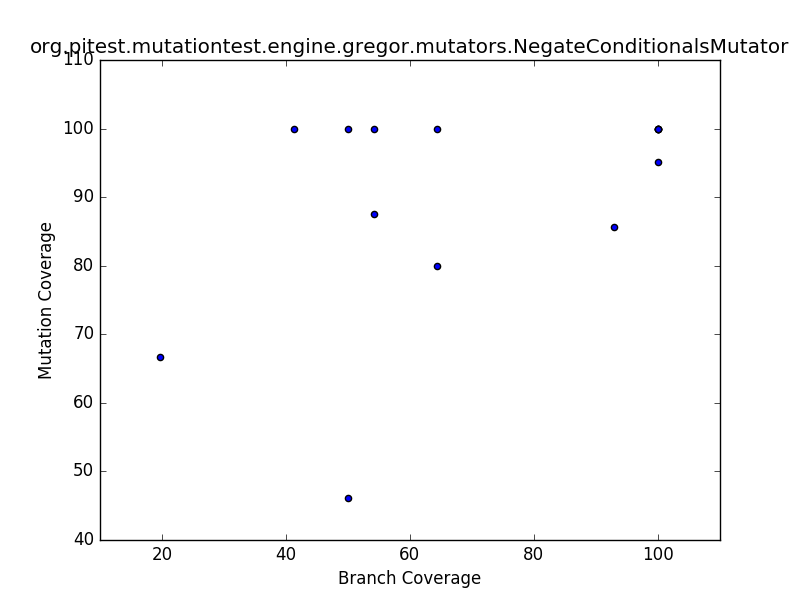 org.pitest.mutationtest.engine.gregor.mutators.NegateConditionalsMutator
110
100
90
80
70
60
50
40
Mutation Coverage
20 40 60 80 100
Branch Coverage